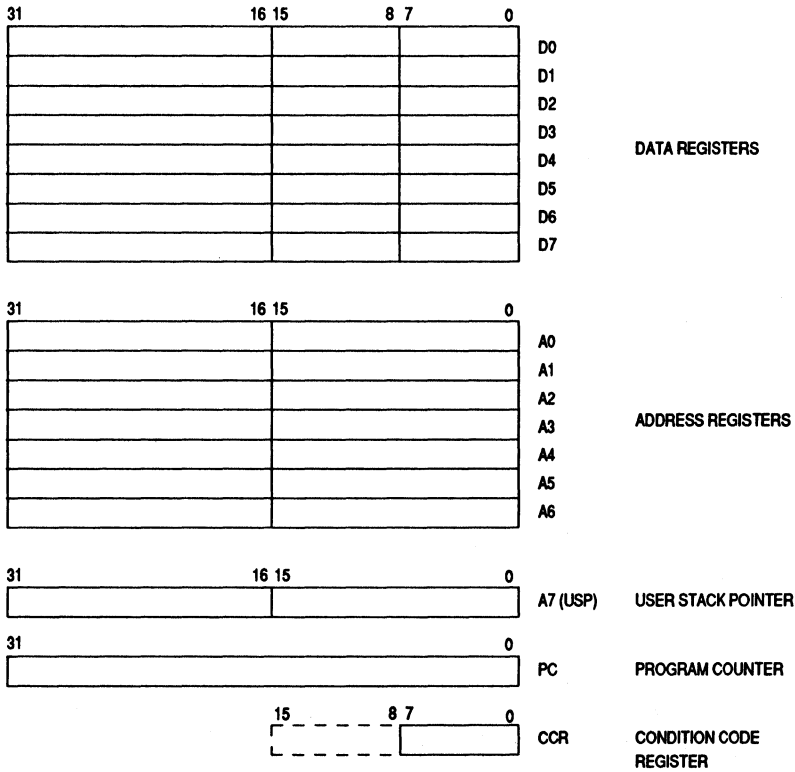 31 16 15 8 7 0
D0
D1
D2
D3
D4 DATA REGISTERS
D5
D6
D7
31 16 15 0
A0
A1
A2
A3 ADDRESS REGISTERS
A4
A5
A6
31 16 15 0
A7 (USP) USER STACK POINTER
31 0
PC PROGRAM COUNTER
15 8 7 0
CCR CONDITION CODE
REGISTER